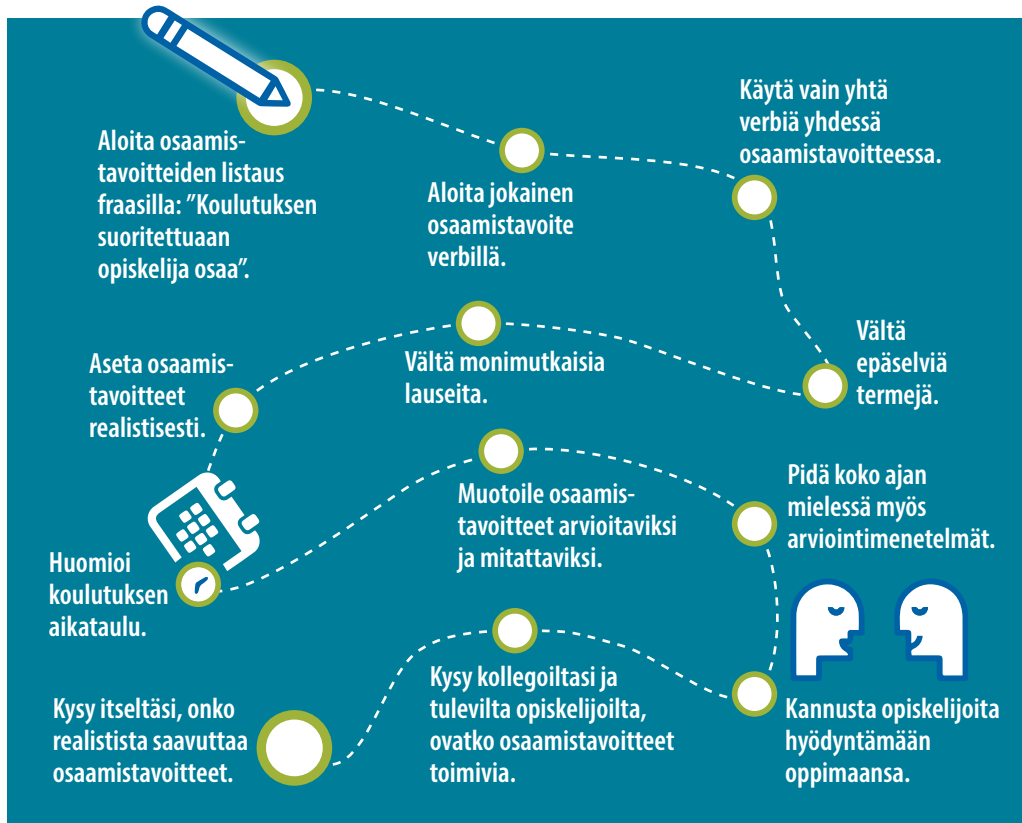 Aloita osaamis-
tavoitteiden listaus
fraasilla: ”Koulutuksen
suoritettuaan
opiskelija osaa”.
Aloita jokainen
osaamistavoite
verbillä.
Käytä vain yhtä
verbiä yhdessä
osaamistavoitteessa.
Vältä
epäselviä
termejä.
Vältä monimutkaisia
lauseita.
Aseta osaamis-
tavoitteet
realistisesti.
Huomioi
koulutuksen
aikataulu.
Muotoile osaamis-
tavoitteet arvioitaviksi
ja mitattaviksi.
Pidä koko ajan
mielessä myös
arviointimenetelmät.
Kannusta opiskelijoita
hyödyntämään
oppimaansa.
Kysy kollegoiltasi ja
tulevilta opiskelijoilta,
ovatko osaamistavoitteet
toimivia.
Kysy itseltäsi, onko
realistista saavuttaa
osaamistavoitteet.